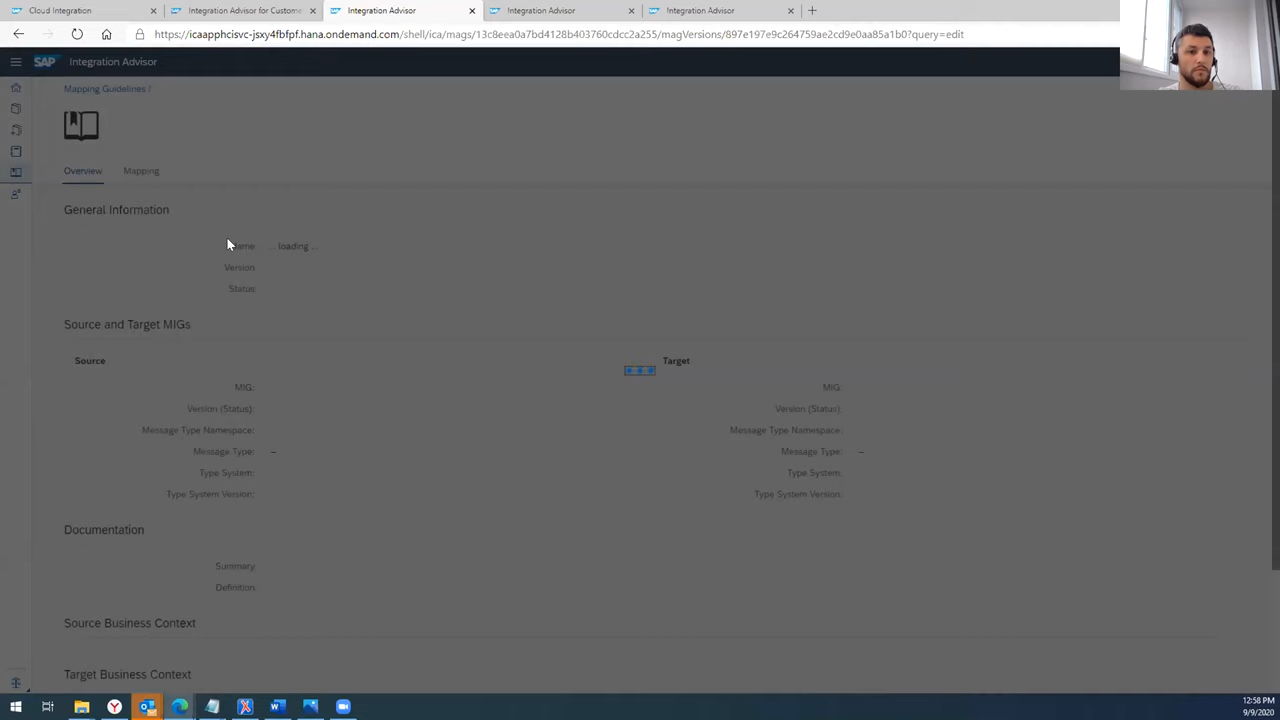 Cloud Integration
Integration Advisor for Custome
Integration Advisor
Integration Advisor
Integration Advisor
https://icaapphcisvc-jsxy4fbfpf.hana.ondemand.com/shell/ica/mags/13c8eea0a7bd4128b403760cdcc2a255/magVersions/897e197e9c264759ae2cd9e0aa85a1b0?query=edit
SAP Integration Advisor
Mapping Guidelines /
Overview Mapping
General Information
... loading ...
Version:
Status:
Source and Target MIGs
Source
MIG:
Version (Status):
Message Type Namespace:
Message Type: –
Type System:
Type System Version:
Target
MIG:
Version (Status):
Message Type Namespace:
Message Type: –
Type System:
Type System Version:
Documentation
Summary:
Definition:
Source Business Context
Target Business Context
12:58 PM
9/9/2020